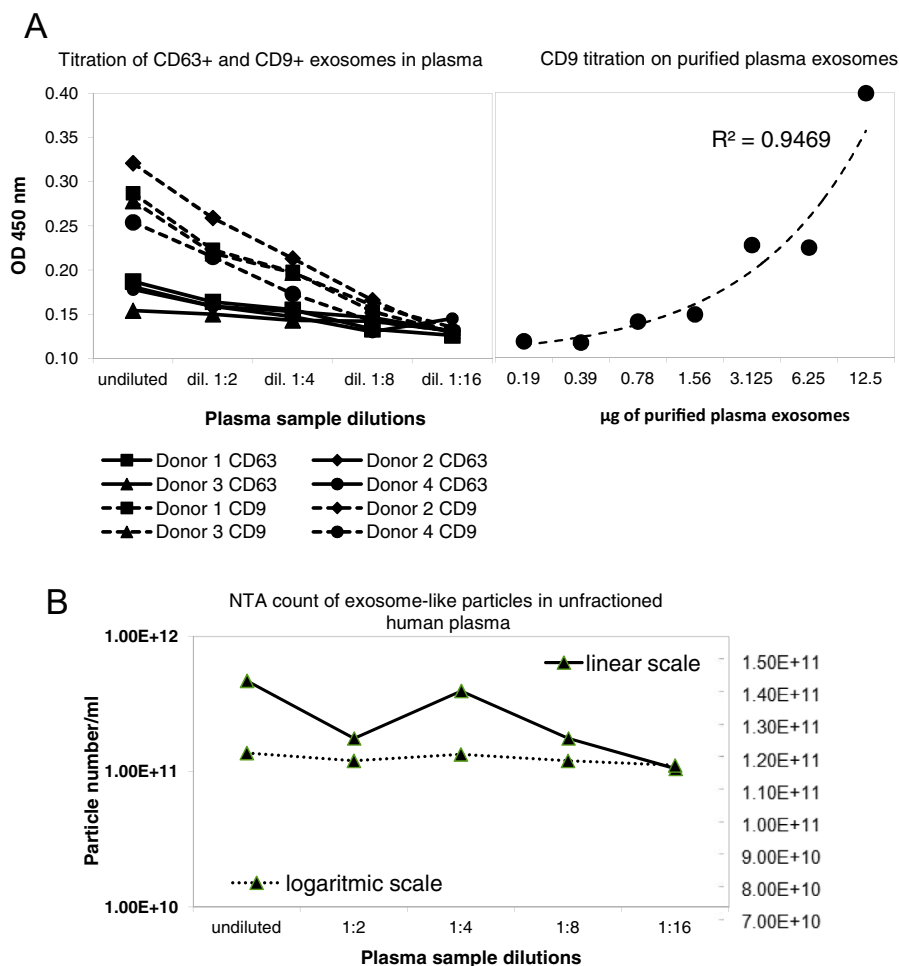 A
Titration of CD63+ and CD9+ exosomes in plasma
0.40
0.35
0.30
0.25
0.20
0.15
0.10
OD 450 nm
undiluted dil. 1:2 dil. 1:4 dil. 1:8 dil. 1:16
Plasma sample dilutions
Donor 1 CD63 Donor 2 CD63
Donor 3 CD63 Donor 4 CD63
Donor 1 CD9 Donor 2 CD9
Donor 3 CD9 Donor 4 CD9
CD9 titration on purified plasma exosomes
R² = 0.9469
0.19 0.39 0.78 1.56 3.125 6.25 12.5
µg of purified plasma exosomes
B
NTA count of exosome-like particles in unfractioned
human plasma
1.00E+12
1.00E+11
1.00E+10
Particle number/ml
linear scale
logaritmic scale
1.50E+11
1.40E+11
1.30E+11
1.20E+11
1.10E+11
1.00E+11
9.00E+10
8.00E+10
7.00E+10
undiluted 1:2 1:4 1:8 1:16
Plasma sample dilutions